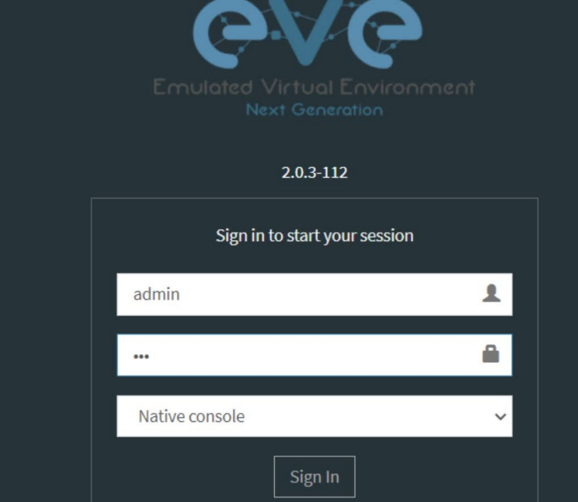 eve
Emulated Virtual Environment
Next Generation
2.0.3-112
Sign in to start your session
admin
•••
Native console
Sign In